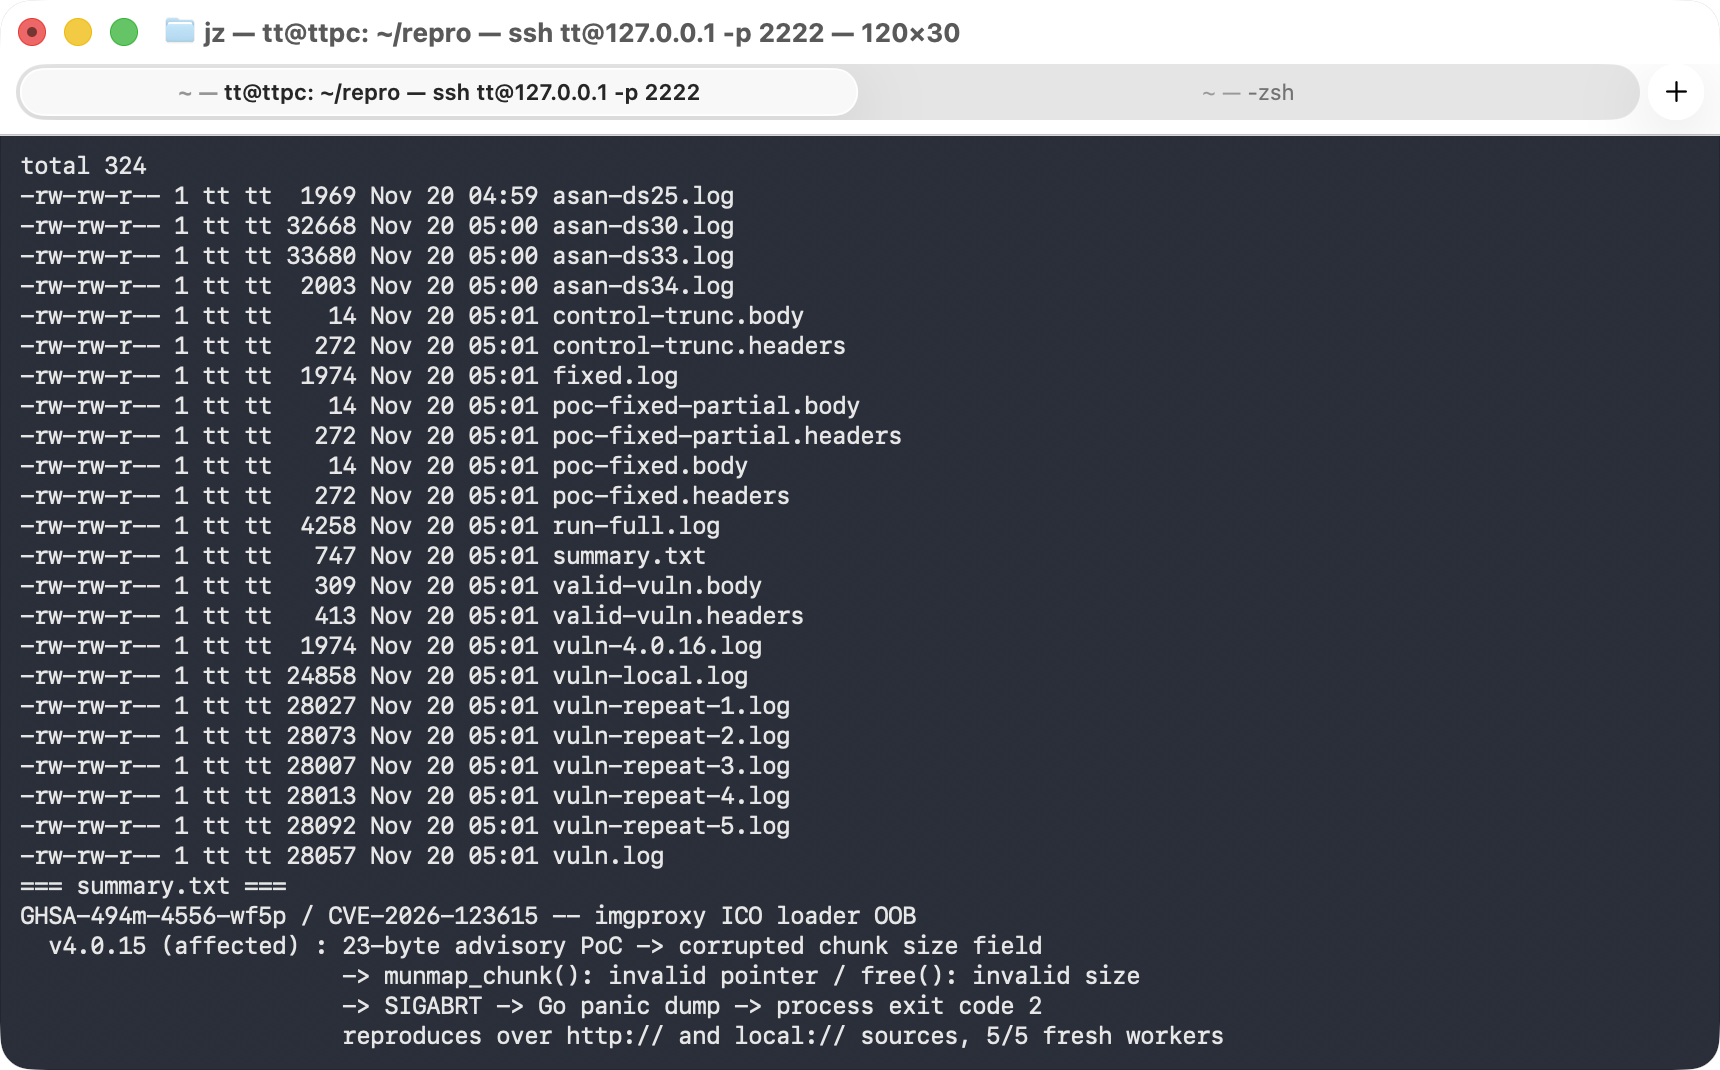 jz — tt@ttpc: ~/repro — ssh tt@127.0.0.1 -p 2222 — 120×30
~ — tt@ttpc: ~/repro — ssh tt@127.0.0.1 -p 2222
~ — -zsh
+
total 324
-rw-rw-r-- 1 tt tt  1969 Nov 20 04:59 asan-ds25.log
-rw-rw-r-- 1 tt tt 32668 Nov 20 05:00 asan-ds30.log
-rw-rw-r-- 1 tt tt 33680 Nov 20 05:00 asan-ds33.log
-rw-rw-r-- 1 tt tt  2003 Nov 20 05:00 asan-ds34.log
-rw-rw-r-- 1 tt tt    14 Nov 20 05:01 control-trunc.body
-rw-rw-r-- 1 tt tt   272 Nov 20 05:01 control-trunc.headers
-rw-rw-r-- 1 tt tt  1974 Nov 20 05:01 fixed.log
-rw-rw-r-- 1 tt tt    14 Nov 20 05:01 poc-fixed-partial.body
-rw-rw-r-- 1 tt tt   272 Nov 20 05:01 poc-fixed-partial.headers
-rw-rw-r-- 1 tt tt    14 Nov 20 05:01 poc-fixed.body
-rw-rw-r-- 1 tt tt   272 Nov 20 05:01 poc-fixed.headers
-rw-rw-r-- 1 tt tt  4258 Nov 20 05:01 run-full.log
-rw-rw-r-- 1 tt tt   747 Nov 20 05:01 summary.txt
-rw-rw-r-- 1 tt tt   309 Nov 20 05:01 valid-vuln.body
-rw-rw-r-- 1 tt tt   413 Nov 20 05:01 valid-vuln.headers
-rw-rw-r-- 1 tt tt  1974 Nov 20 05:01 vuln-4.0.16.log
-rw-rw-r-- 1 tt tt 24858 Nov 20 05:01 vuln-local.log
-rw-rw-r-- 1 tt tt 28027 Nov 20 05:01 vuln-repeat-1.log
-rw-rw-r-- 1 tt tt 28073 Nov 20 05:01 vuln-repeat-2.log
-rw-rw-r-- 1 tt tt 28007 Nov 20 05:01 vuln-repeat-3.log
-rw-rw-r-- 1 tt tt 28013 Nov 20 05:01 vuln-repeat-4.log
-rw-rw-r-- 1 tt tt 28092 Nov 20 05:01 vuln-repeat-5.log
-rw-rw-r-- 1 tt tt 28057 Nov 20 05:01 vuln.log
=== summary.txt ===
GHSA-494m-4556-wf5p / CVE-2026-123615 -- imgproxy ICO loader OOB
  v4.0.15 (affected) : 23-byte advisory PoC -> corrupted chunk size field
                       -> munmap_chunk(): invalid pointer / free(): invalid size
                       -> SIGABRT -> Go panic dump -> process exit code 2
                       reproduces over http:// and local:// sources, 5/5 fresh workers